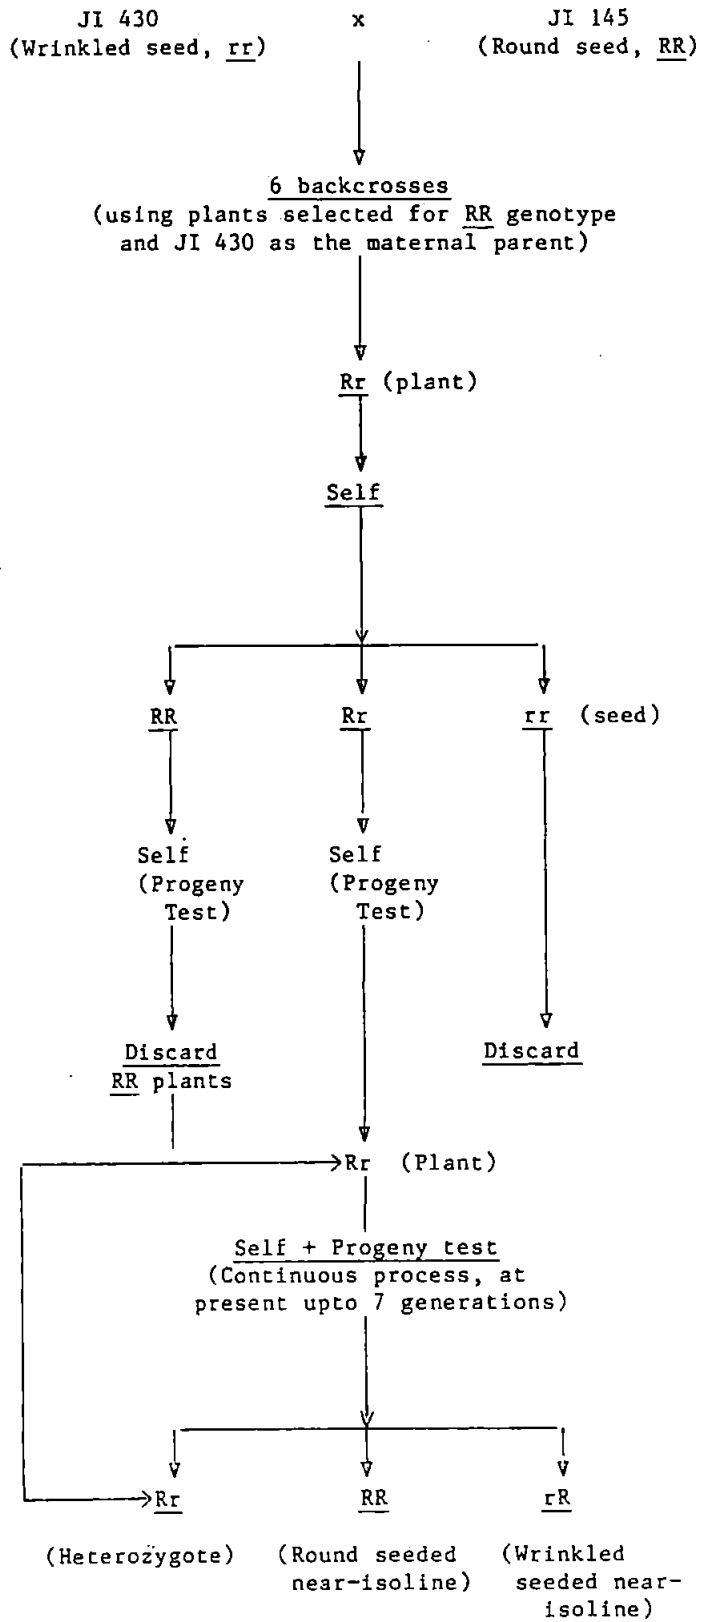 JI 430 x JI 145
(Wrinkled seed, rr) (Round seed, RR)
6 backcrosses
(using plants selected for RR genotype
and JI 430 as the maternal parent)
Rr (plant)
Self
RR Rr rr (seed)
Self Self
(Progeny (Progeny
Test) Test)
Discard Discard
RR plants
Rr (Plant)
Self + Progeny test
(Continuous process, at
present upto 7 generations)
Rr RR rR
(Heterozygote) (Round seeded (Wrinkled
near-isoline) seeded near-
isoline)